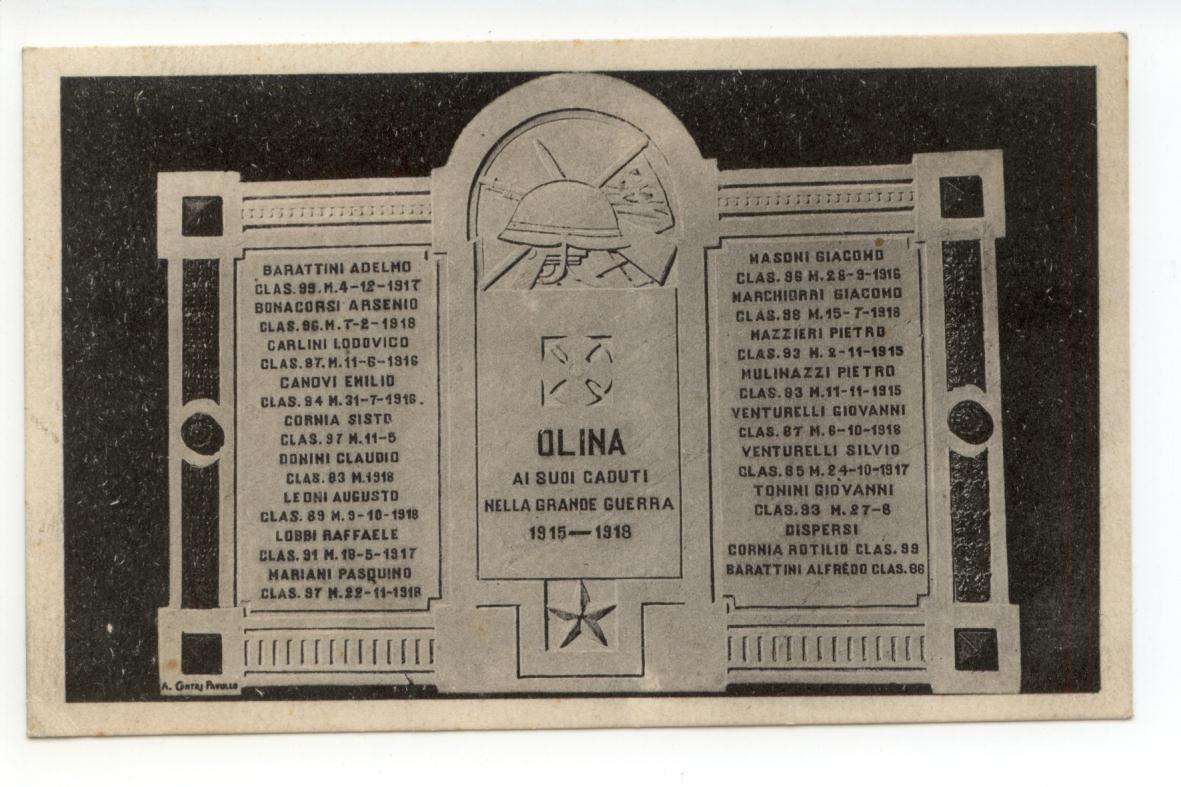 BARATTINI ADELMO
CLAS. 99. M. 4-12-1917
BONACORSI ARSENIO
CLAS. 96. M. 7-2-1918
CARLINI LODOVICO
CLAS. 97. M. 11-6-1916
CANOVI EMILIO
CLAS. 94 M. 31-7-1916.
CORNIA SISTO
CLAS. 97 M. 11-5
DONINI CLAUDIO
CLAS. 83 M. 1918
LEONI AUGUSTO
CLAS. 89 M. 9-10-1918
LOBBI RAFFAELE
CLAS. 91 M. 18-5-1917
MARIANI PASQUINO
CLAS. 97 M. 22-11-1918
OLINA
AI SUOI CADUTI
NELLA GRANDE GUERRA
1915—1918
MASONI GIACOMO
CLAS. 96 M. 28-9-1916
MARCHIORRI GIACOMO
CLAS. 98 M. 15-7-1918
MAZZIERI PIETRO
CLAS. 93 M. 2-11-1915
MULINAZZI PIETRO
CLAS. 83 M. 11-11-1915
VENTURELLI GIOVANNI
CLAS. 87 M. 6-10-1918
VENTURELLI SILVIO
CLAS. 85 M. 24-10-1917
TONINI GIOVANNI
CLAS. 93 M. 27-8
DISPERSI
CORNIA ROTILIO CLAS. 99
BARATTINI ALFREDO CLAS. 86
A. CONTRI PAVULLO